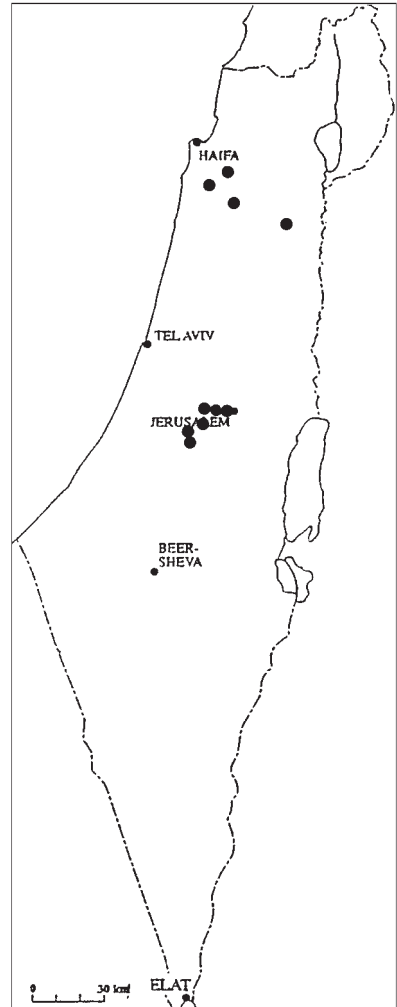 HAIFA
TEL AVIV
JERUSALEM
BEER-
SHEVA
0 30 km
ELAT